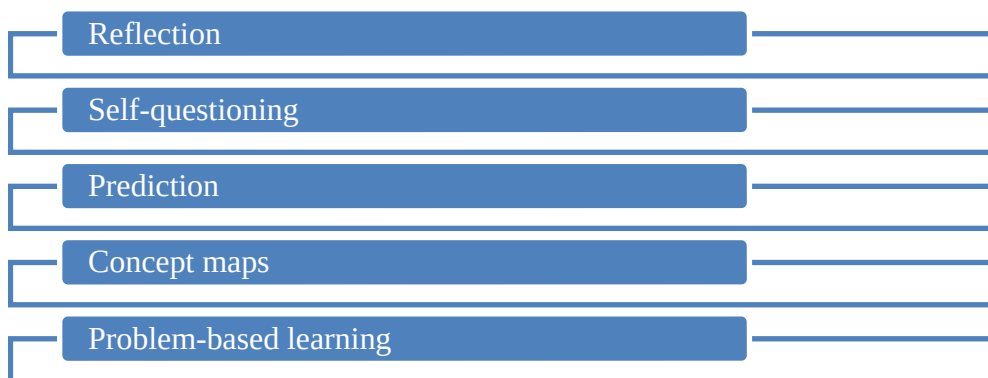 Reflection
Self-questioning
Prediction
Concept maps
Problem-based learning